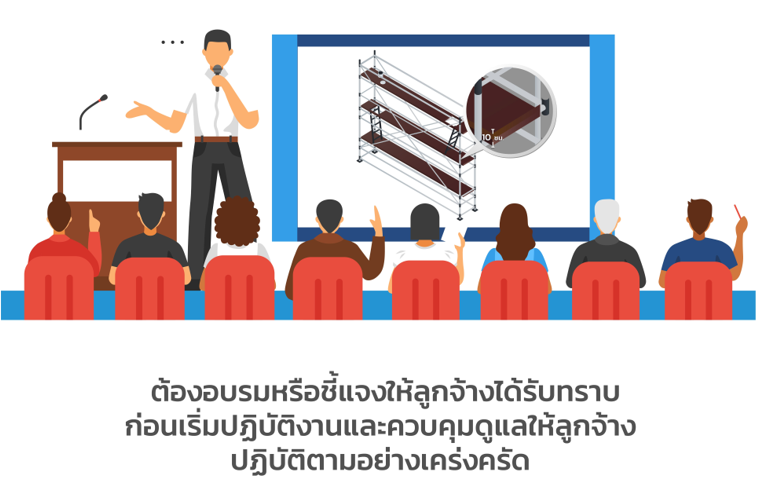 10 ซม.
ต้องอบรมหรือชี้แจงให้ลูกจ้างได้รับทราบ
ก่อนเริ่มปฏิบัติงานและควบคุมดูแลให้ลูกจ้าง
ปฏิบัติตามอย่างเคร่งครัด